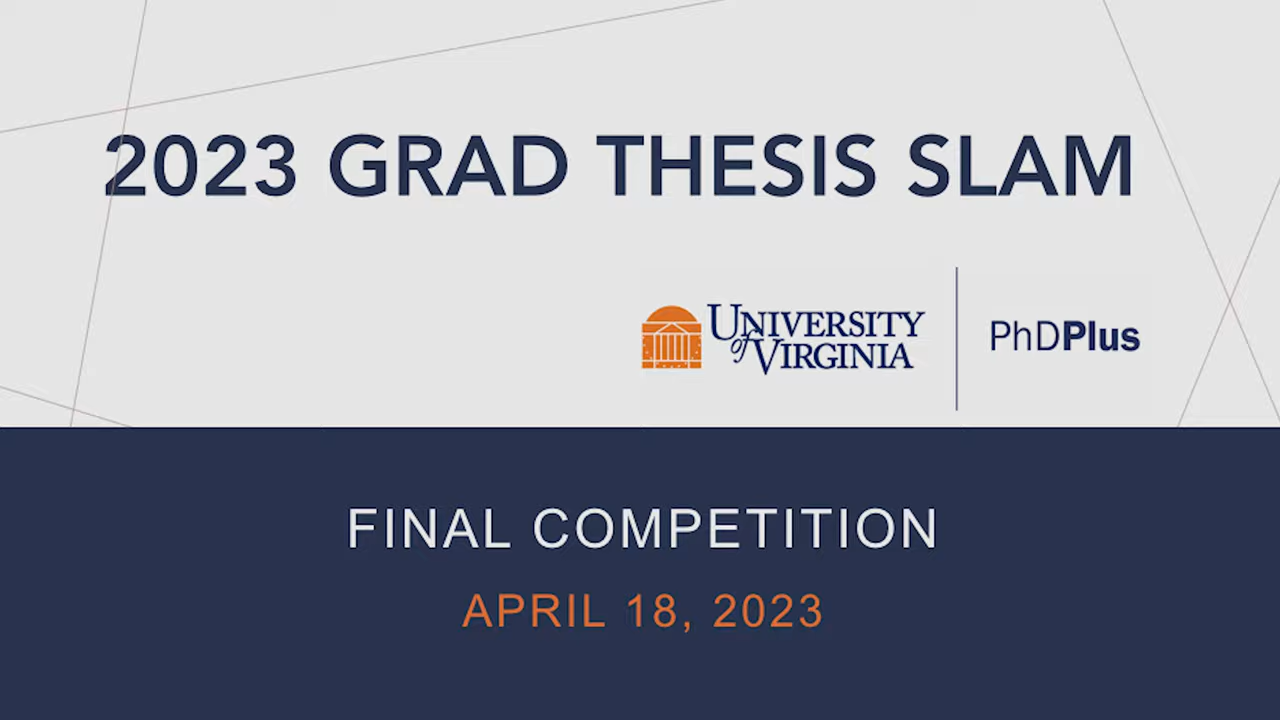 2023 GRAD THESIS SLAM
UNIVERSITY
of VIRGINIA
PhDPlus
FINAL COMPETITION
APRIL 18, 2023